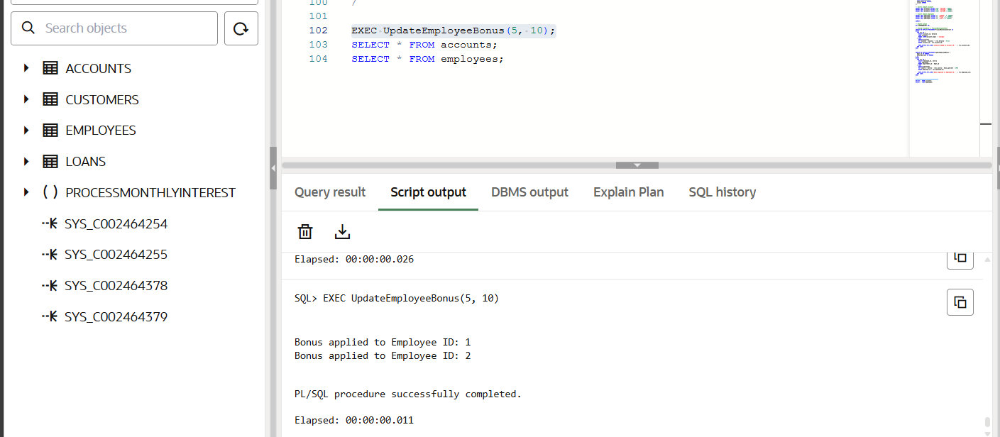 Search objects
ACCOUNTS
CUSTOMERS
EMPLOYEES
LOANS
( ) PROCESSMONTHLYINTEREST
SYS_C002464254
SYS_C002464255
SYS_C002464378
SYS_C002464379
100 /
101
102 EXEC UpdateEmployeeBonus(5, 10);
103 SELECT * FROM accounts;
104 SELECT * FROM employees;
Query result Script output DBMS output Explain Plan SQL history
Elapsed: 00:00:00.026
SQL> EXEC UpdateEmployeeBonus(5, 10)
Bonus applied to Employee ID: 1
Bonus applied to Employee ID: 2
PL/SQL procedure successfully completed.
Elapsed: 00:00:00.011